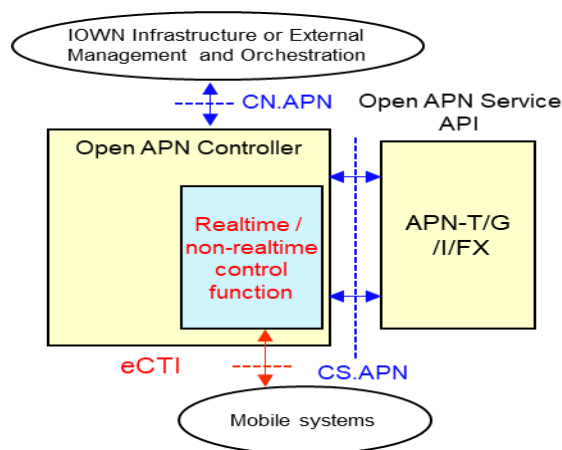 IOWN Infrastructure or External
Management and Orchestration
CN.APN
Open APN Service
API
Open APN Controller
Realtime /
non-realtime
control
function
APN-T/G
/I/FX
eCTI
CS.APN
Mobile systems